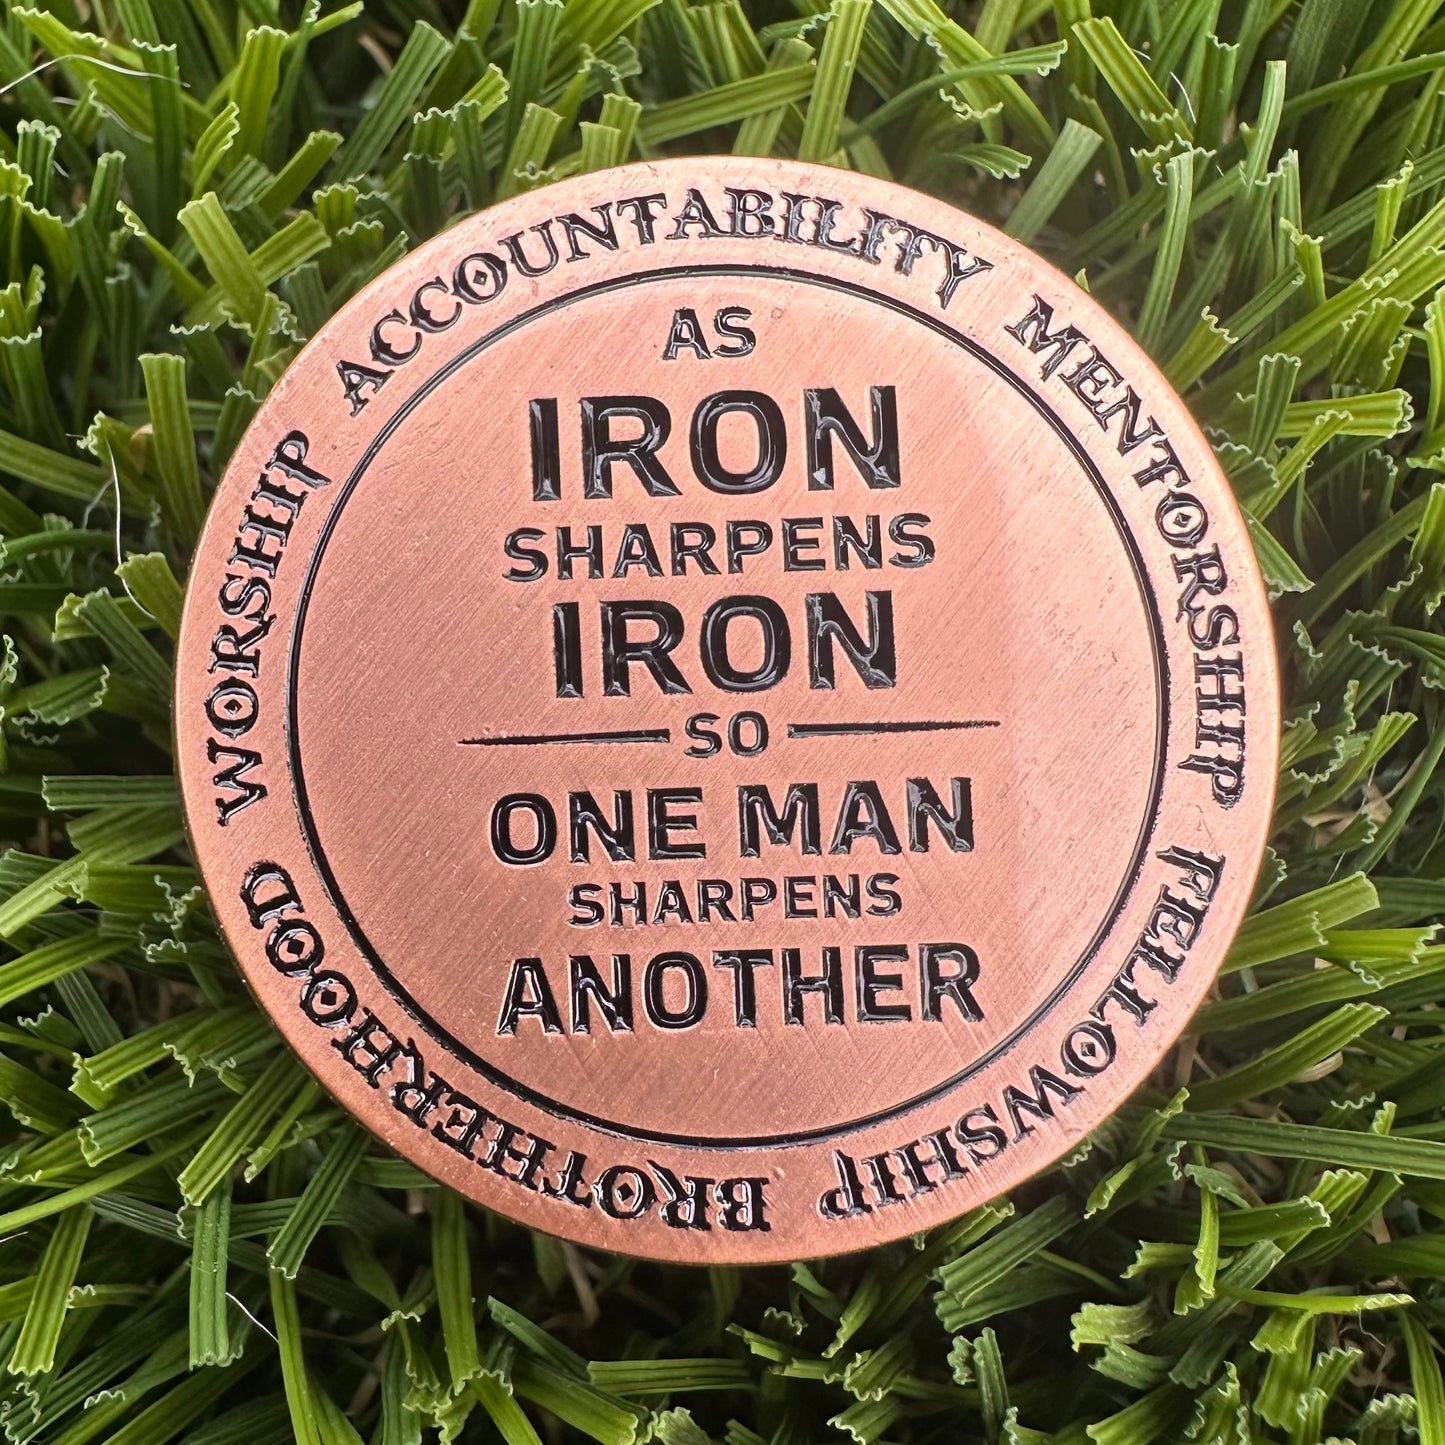 ACCOUNTABILITY MENTORSHIP FELLOWSHIP BROTHERHOOD WORSHIP
AS
IRON
SHARPENS
IRON
SO
ONE MAN
SHARPENS
ANOTHER